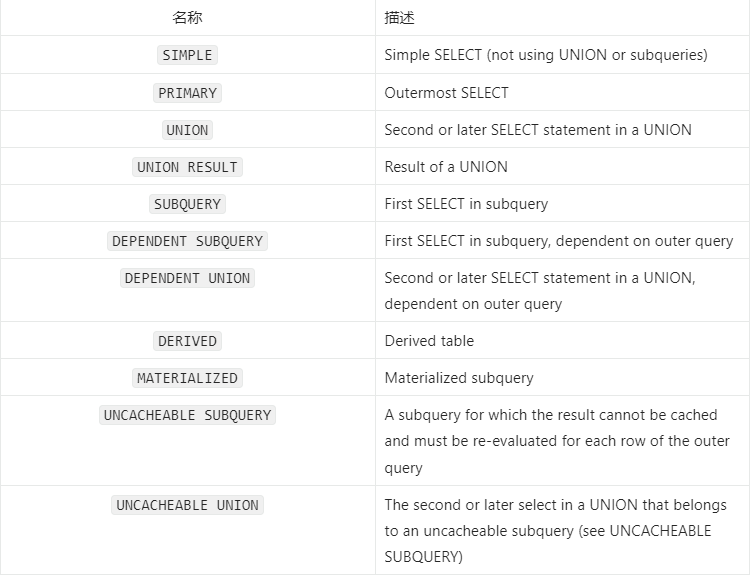 名称 描述
SIMPLE Simple SELECT (not using UNION or subqueries)
PRIMARY Outermost SELECT
UNION Second or later SELECT statement in a UNION
UNION RESULT Result of a UNION
SUBQUERY First SELECT in subquery
DEPENDENT SUBQUERY First SELECT in subquery, dependent on outer query
DEPENDENT UNION Second or later SELECT statement in a UNION,
dependent on outer query
DERIVED Derived table
MATERIALIZED Materialized subquery
UNCACHEABLE SUBQUERY A subquery for which the result cannot be cached
and must be re-evaluated for each row of the outer
query
UNCACHEABLE UNION The second or later select in a UNION that belongs
to an uncacheable subquery (see UNCACHEABLE
SUBQUERY)